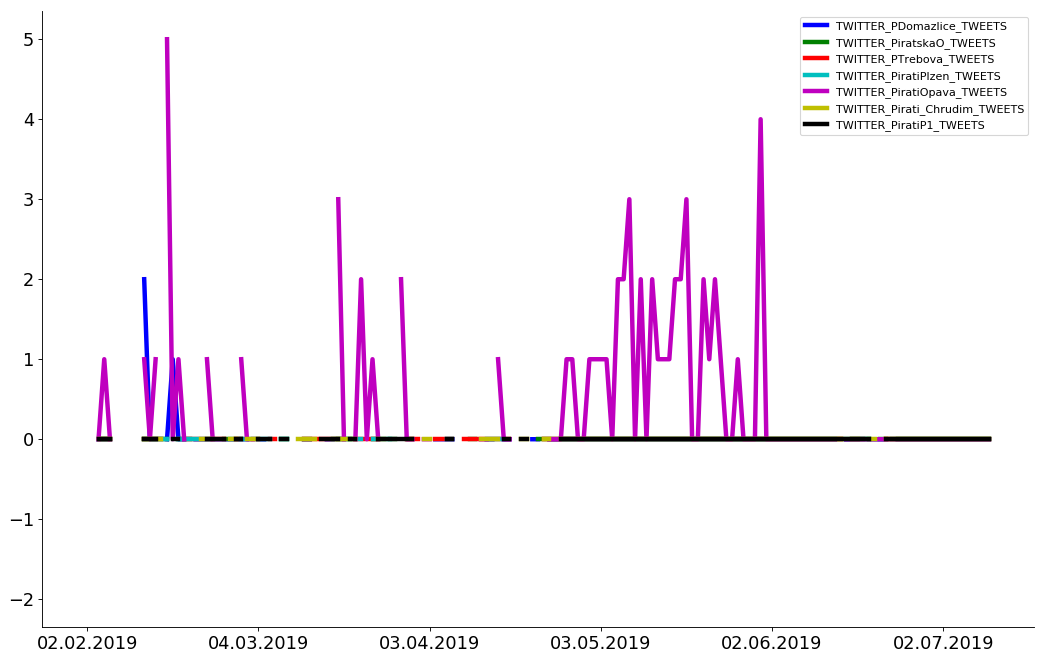 TWITTER_PDomazlice_TWEETS
TWITTER_PiratskaO_TWEETS
TWITTER_PTrebova_TWEETS
TWITTER_PiratiPlzen_TWEETS
TWITTER_PiratiOpava_TWEETS
TWITTER_Pirati_Chrudim_TWEETS
TWITTER_PiratiP1_TWEETS
5
4
3
2
1
0
−1
−2
02.02.2019 04.03.2019 03.04.2019 03.05.2019 02.06.2019 02.07.2019